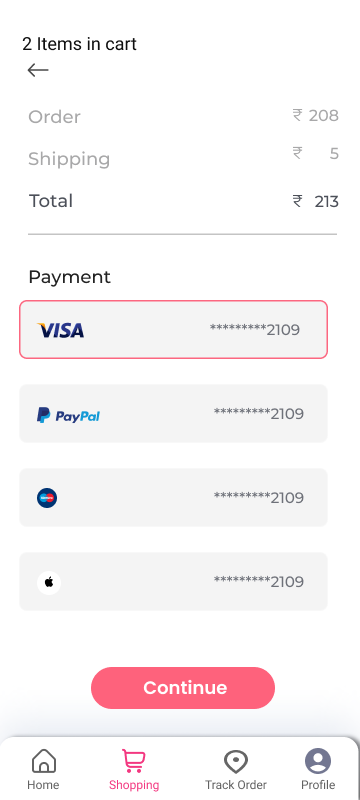 2 Items in cart
Order ₹ 208
Shipping ₹ 5
Total ₹ 213
Payment
VISA *********2109
PayPal *********2109
*********2109
*********2109
Continue
Home Shopping Track Order Profile